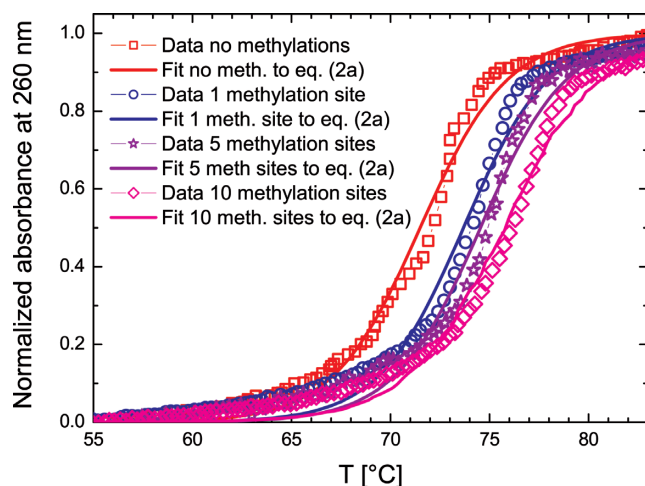 Normalized absorbance at 260 nm
1.0
0.8
0.6
0.4
0.2
0.0
Data no methylations
Fit no meth. to eq. (2a)
Data 1 methylation site
Fit 1 meth. site to eq. (2a)
Data 5 methylation sites
Fit 5 meth sites to eq. (2a)
Data 10 methylation sites
Fit 10 meth. sites to eq. (2a)
55 60 65 70 75 80
T [°C]